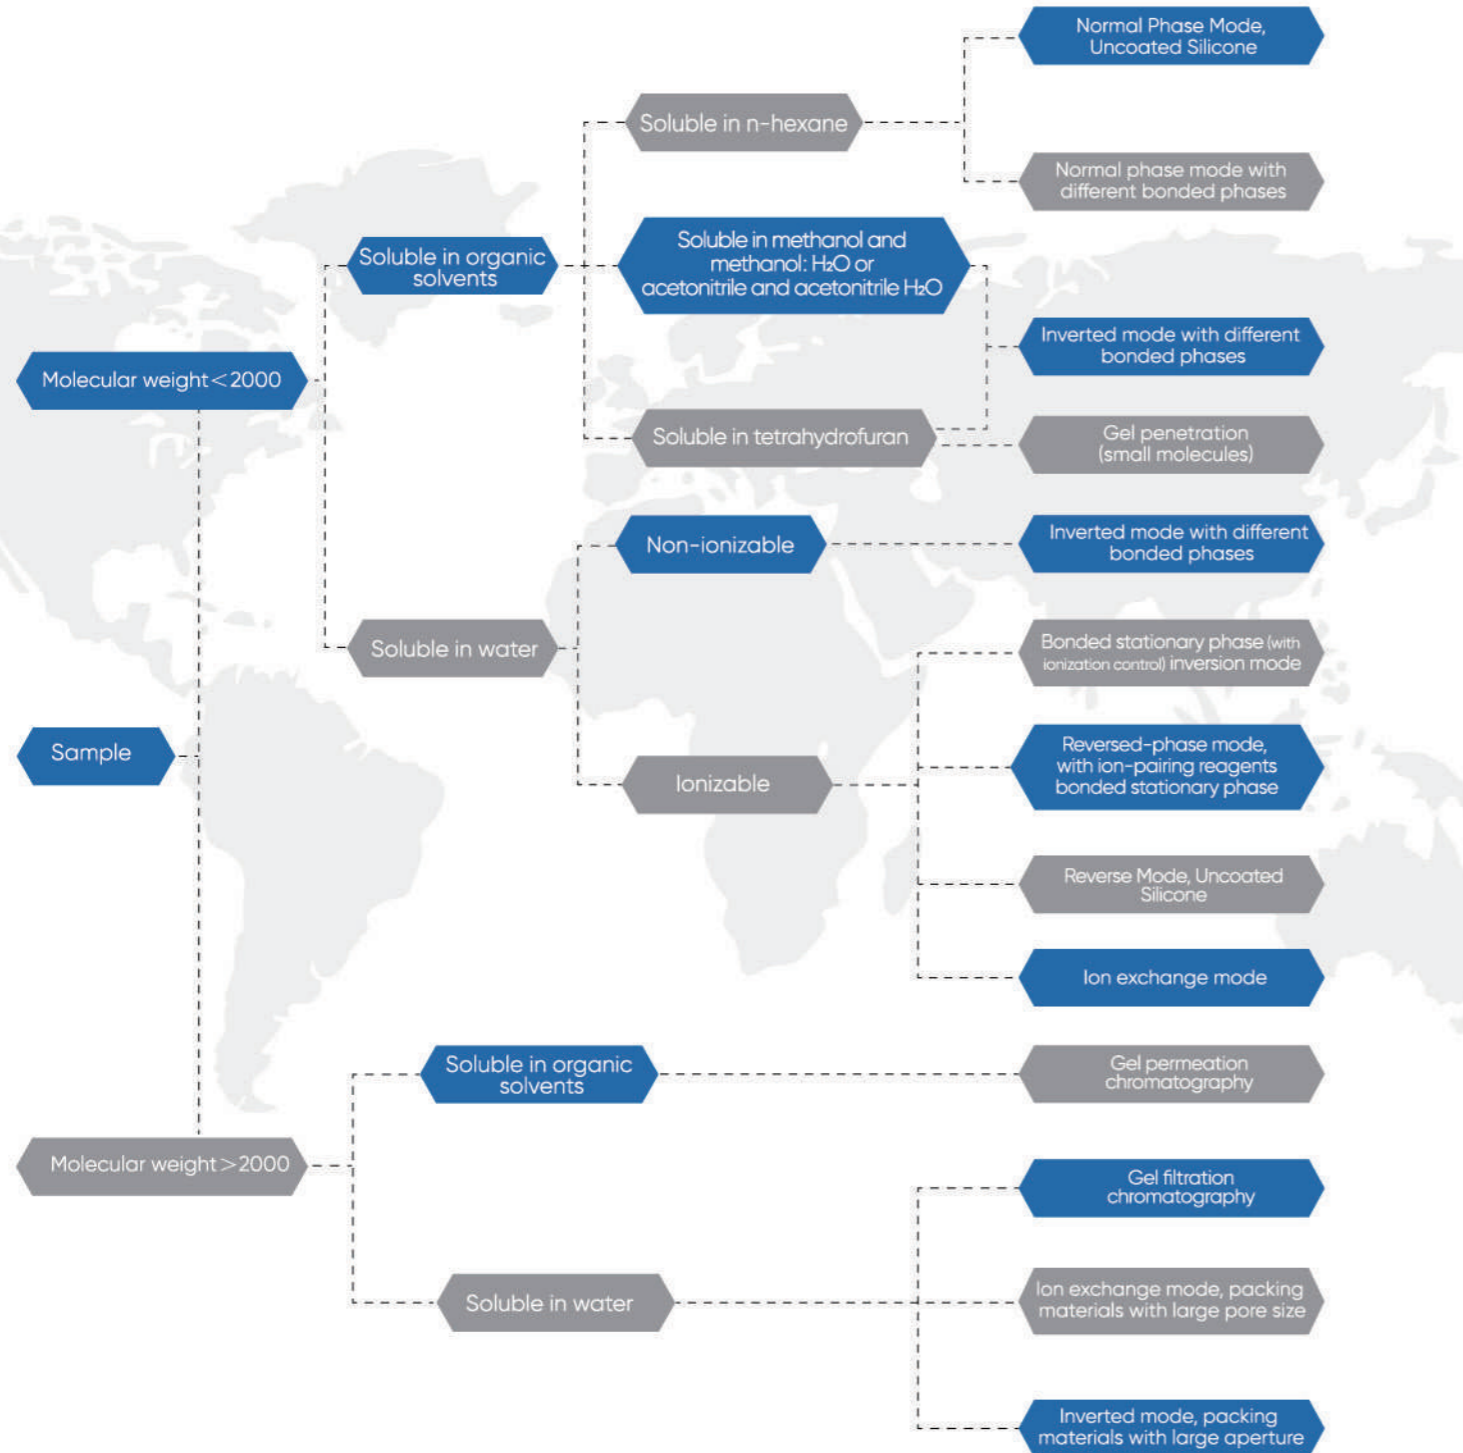 Normal Phase Mode,
Uncoated Silicone
Soluble in n-hexane
Normal phase mode with
different bonded phases
Soluble in organic
solvents
Soluble in methanol and
methanol: H₂O or
acetonitrile and acetonitrile H₂O
Inverted mode with different
bonded phases
Molecular weight<2000
Soluble in tetrahydrofuran
Gel penetration
(small molecules)
Non-ionizable
Inverted mode with different
bonded phases
Soluble in water
Bonded stationary phase (with
ionization control) inversion mode
Sample
Ionizable
Reversed-phase mode,
with ion-pairing reagents
bonded stationary phase
Reverse Mode, Uncoated
Silicone
Ion exchange mode
Soluble in organic
solvents
Gel permeation
chromatography
Molecular weight>2000
Gel filtration
chromatography
Soluble in water
Ion exchange mode, packing
materials with large pore size
Inverted mode, packing
materials with large aperture